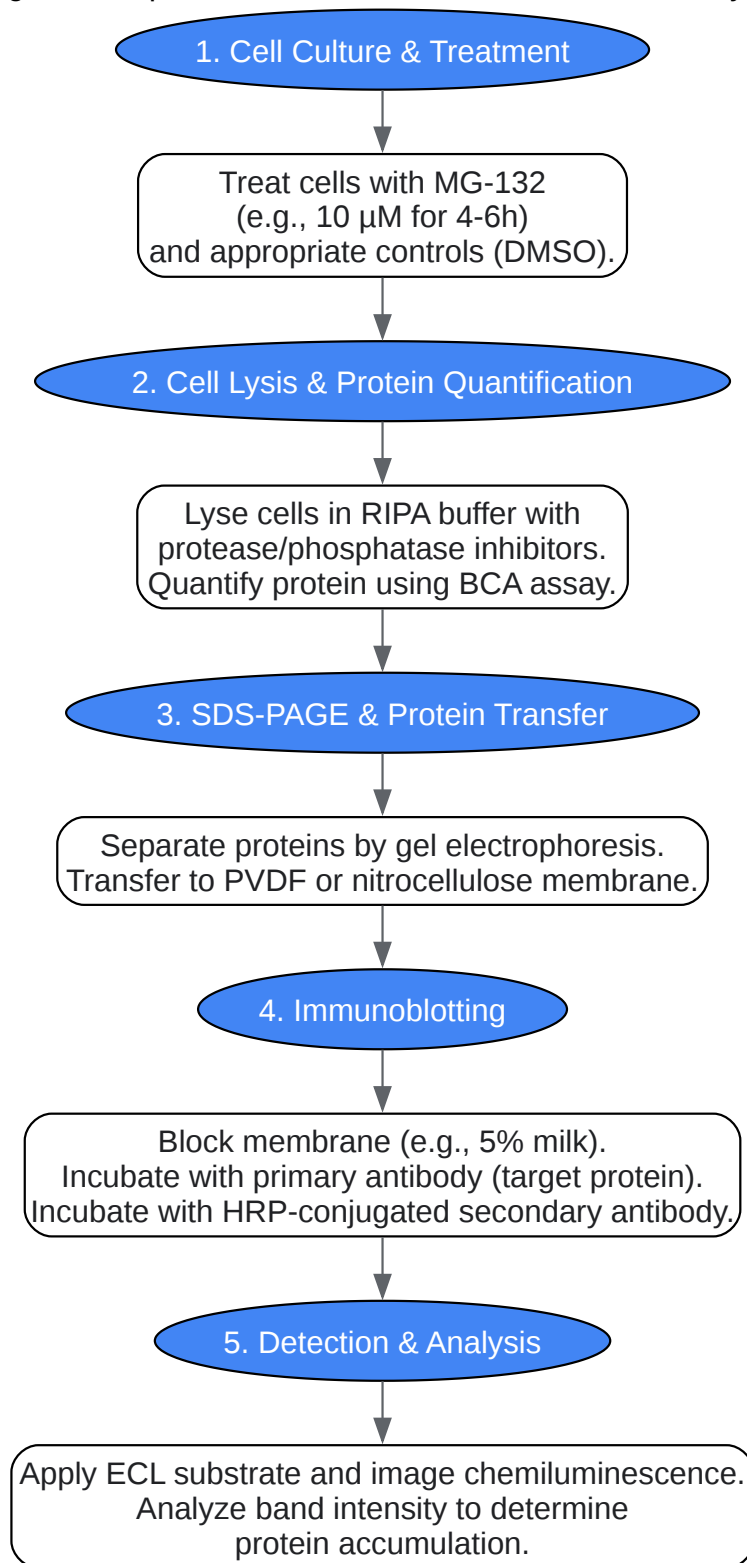 1. Cell Culture & Treatment
Treat cells with MG-132
(e.g., 10 µM for 4-6h)
and appropriate controls (DMSO).
2. Cell Lysis & Protein Quantification
Lyse cells in RIPA buffer with
protease/phosphatase inhibitors.
Quantify protein using BCA assay.
3. SDS-PAGE & Protein Transfer
Separate proteins by gel electrophoresis.
Transfer to PVDF or nitrocellulose membrane.
4. Immunoblotting
Block membrane (e.g., 5% milk).
Incubate with primary antibody (target protein).
Incubate with HRP-conjugated secondary antibody.
5. Detection & Analysis
Apply ECL substrate and image chemiluminescence.
Analyze band intensity to determine
protein accumulation.